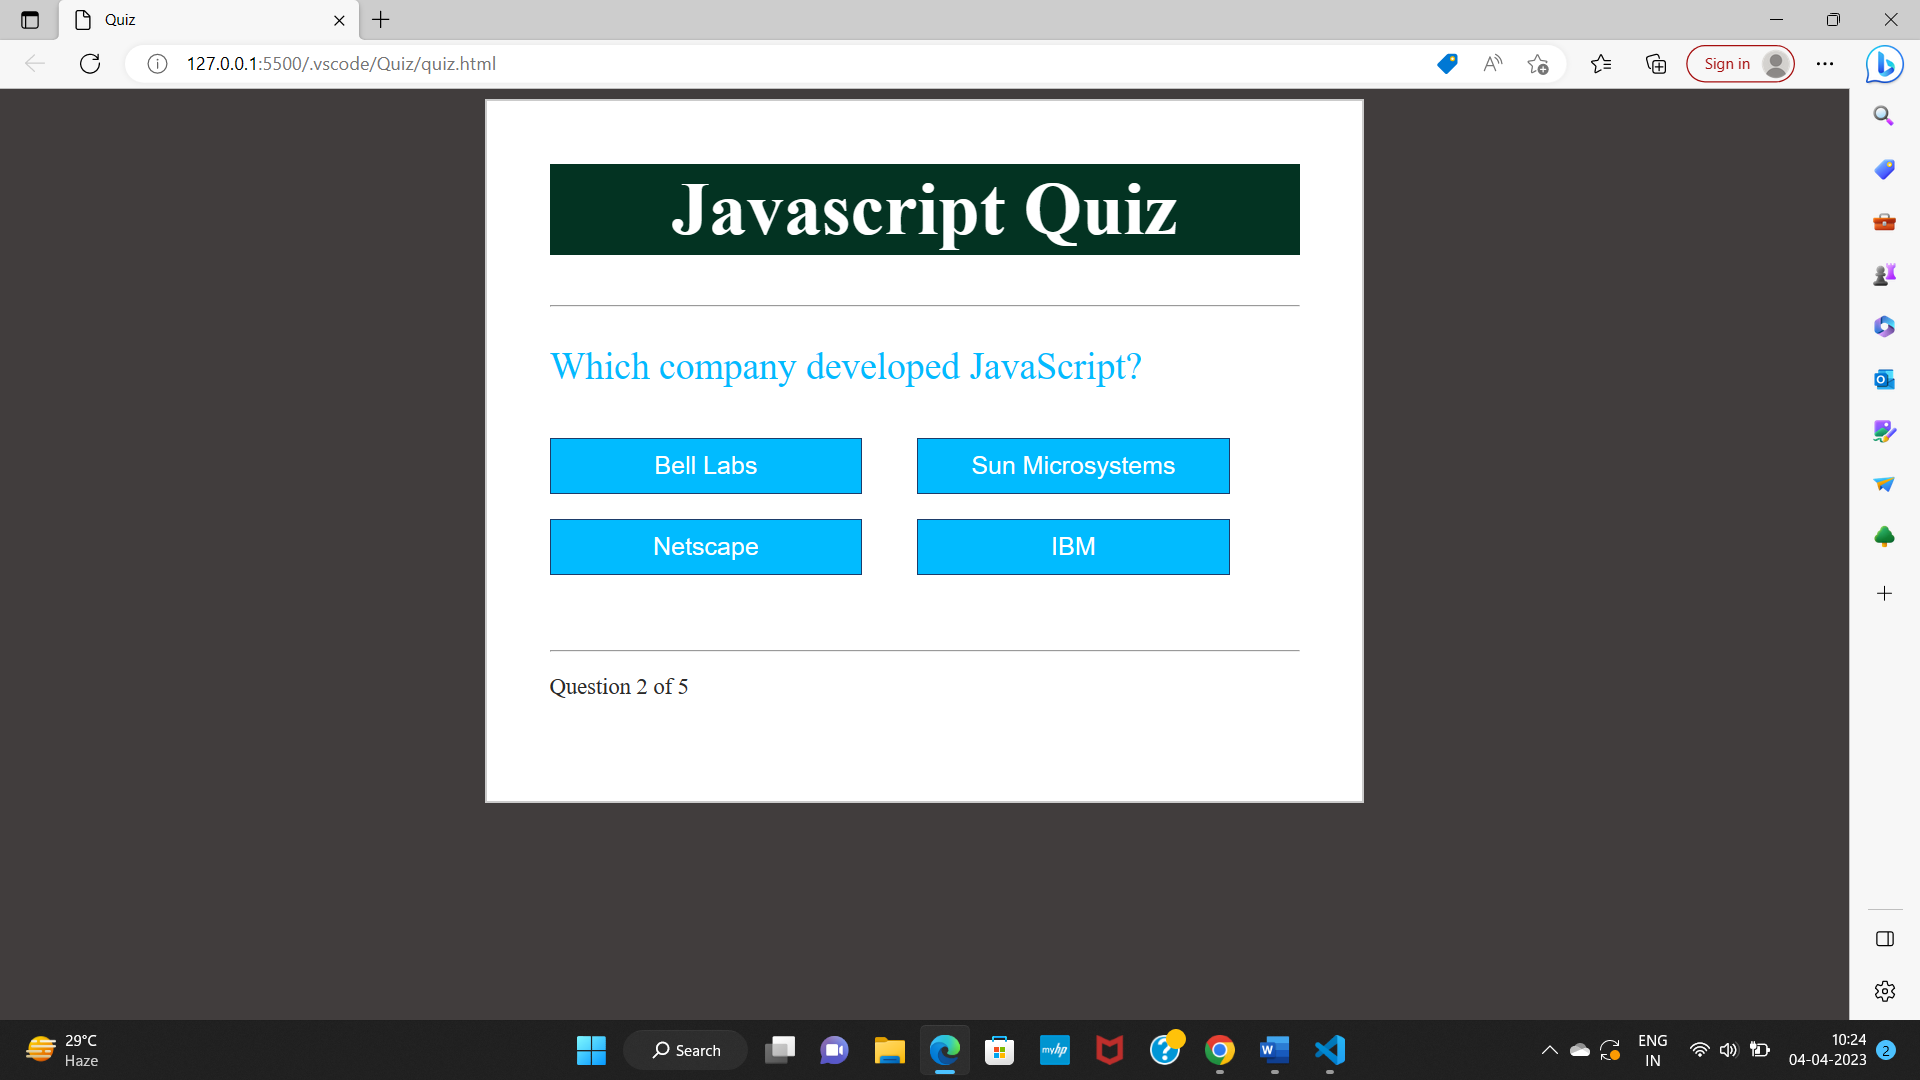 Quiz
127.0.0.1:5500/.vscode/Quiz/quiz.html
Sign in
Javascript Quiz
Which company developed JavaScript?
Bell Labs
Sun Microsystems
Netscape
IBM
Question 2 of 5
29°C
Haze
Search
myhp
ENG
IN
10:24
04-04-2023
2